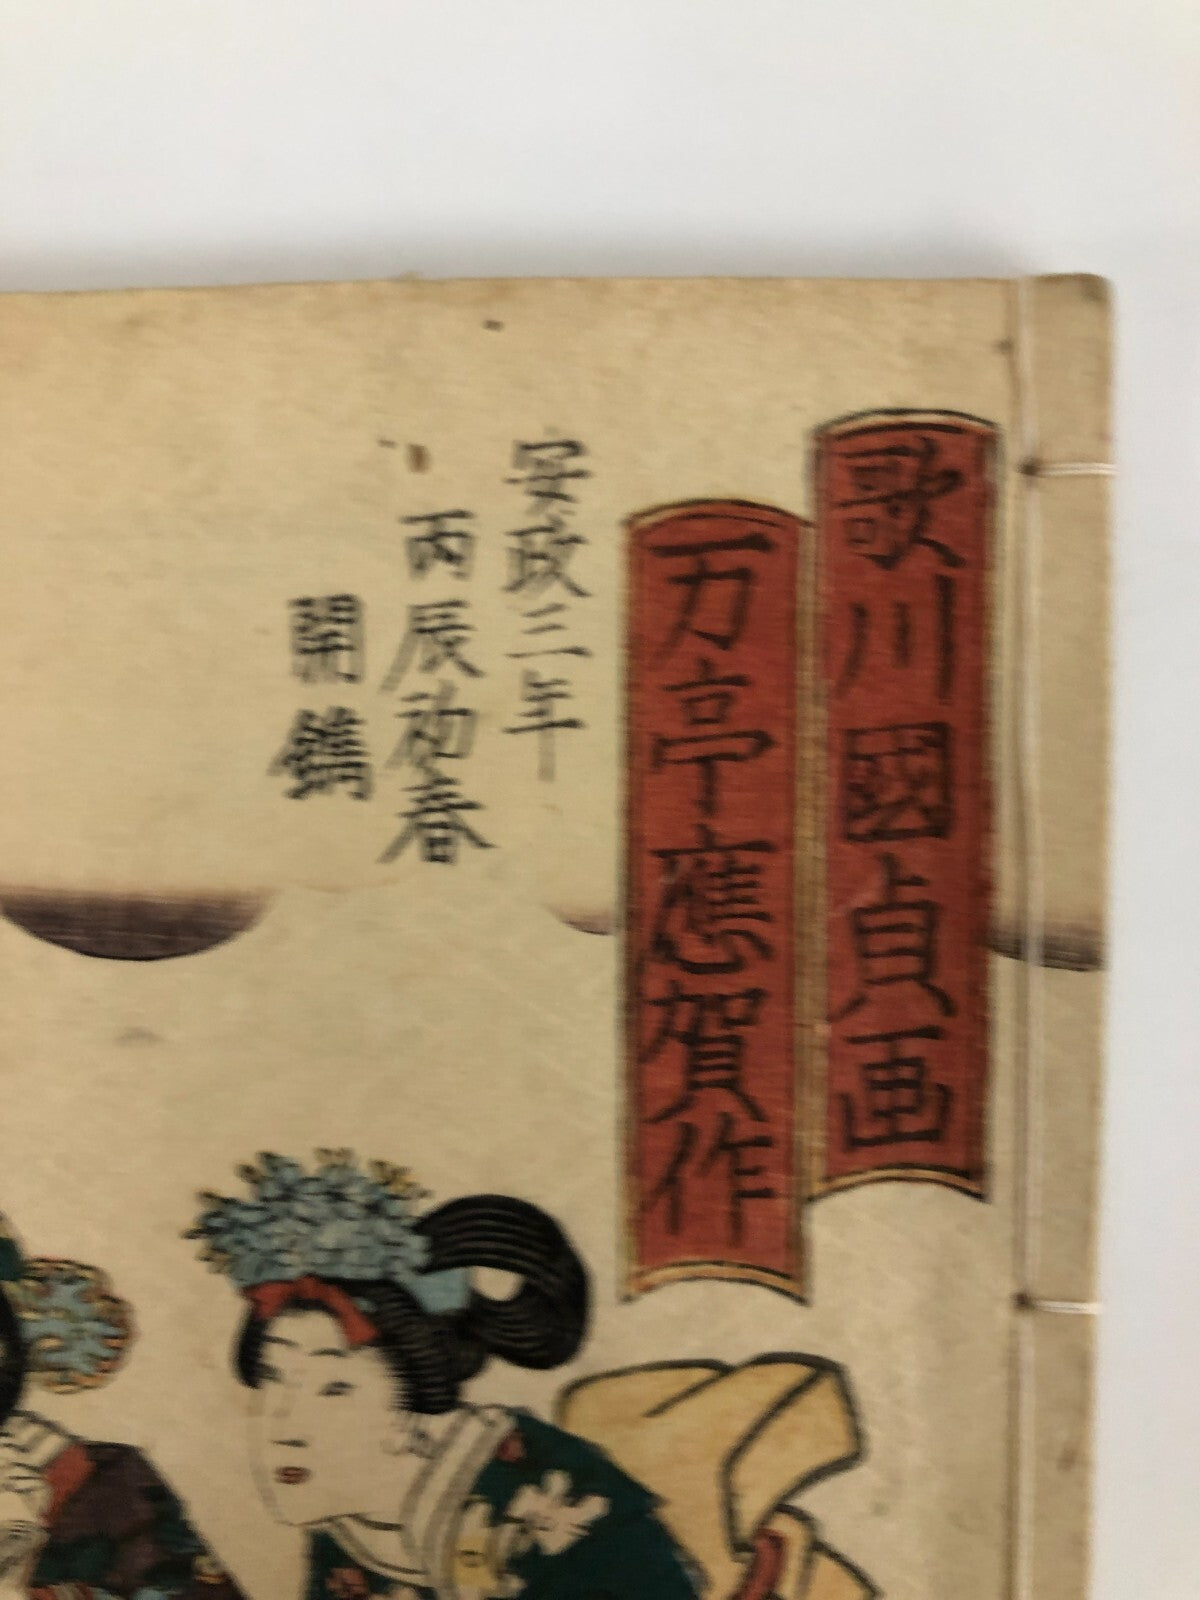 歌川國貞画
万亭應賀作
安政三年
丙辰初春
開鐫